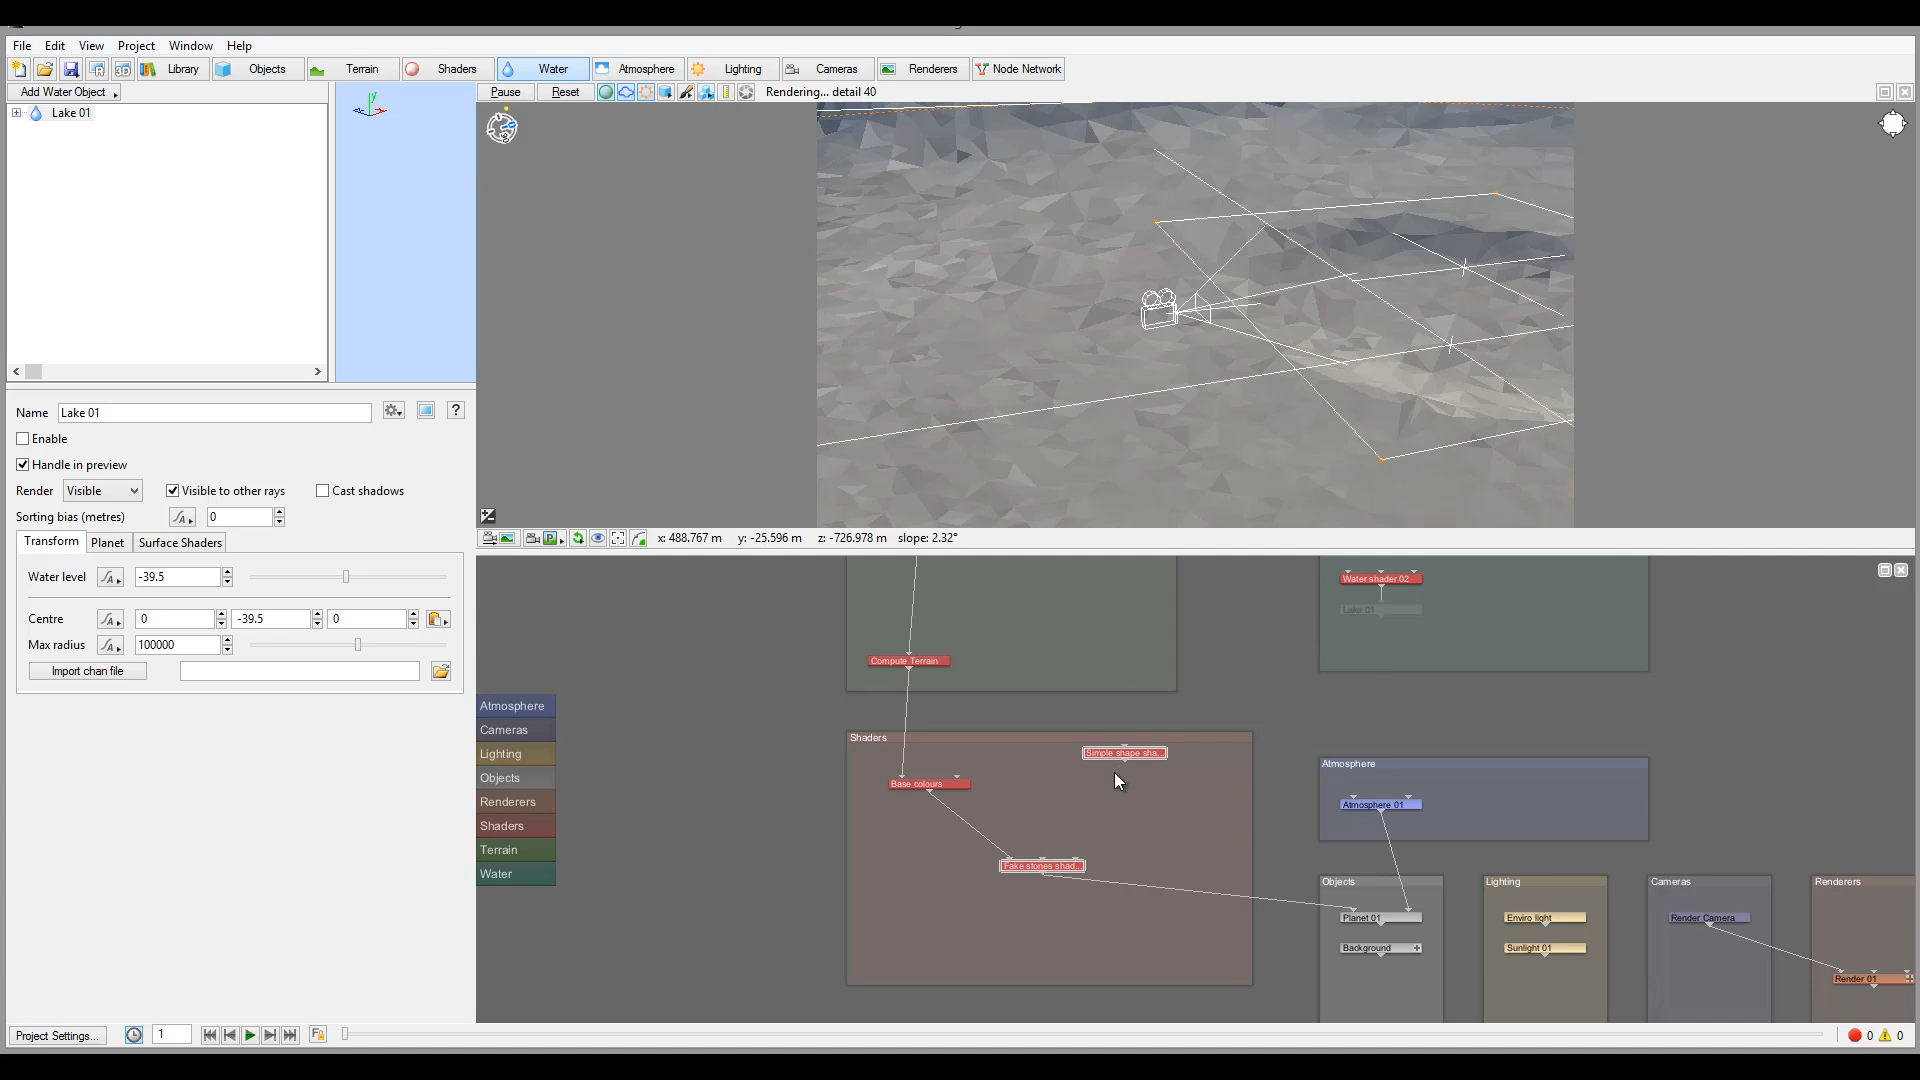 File Edit View Project Window Help
Library Objects Terrain Shaders Water Atmosphere Lighting Cameras Renderers Node Network
Add Water Object Pause Reset Rendering... detail 40
Lake 01
y
Name Lake 01 ?
Enable
Handle in preview
Render Visible Visible to other rays Cast shadows
Sorting bias (metres) 0
Transform Planet Surface Shaders
Water level -39.5
Centre 0 -39.5 0
Max radius 100000
Import chan file
x: 488.767 m y: -25.596 m z: -726.978 m slope: 2.32°
Water shader 02
Lake 01
Compute Terrain
Atmosphere
Cameras
Lighting
Objects
Renderers
Shaders
Terrain
Water
Shaders
Simple shape sha...
Base colours
Fake stones shad...
Atmosphere
Atmosphere 01
Objects
Planet 01
Background
Lighting
Enviro light
Sunlight 01
Cameras
Render Camera
Renderers
Render 01
Project Settings... 1 0 0